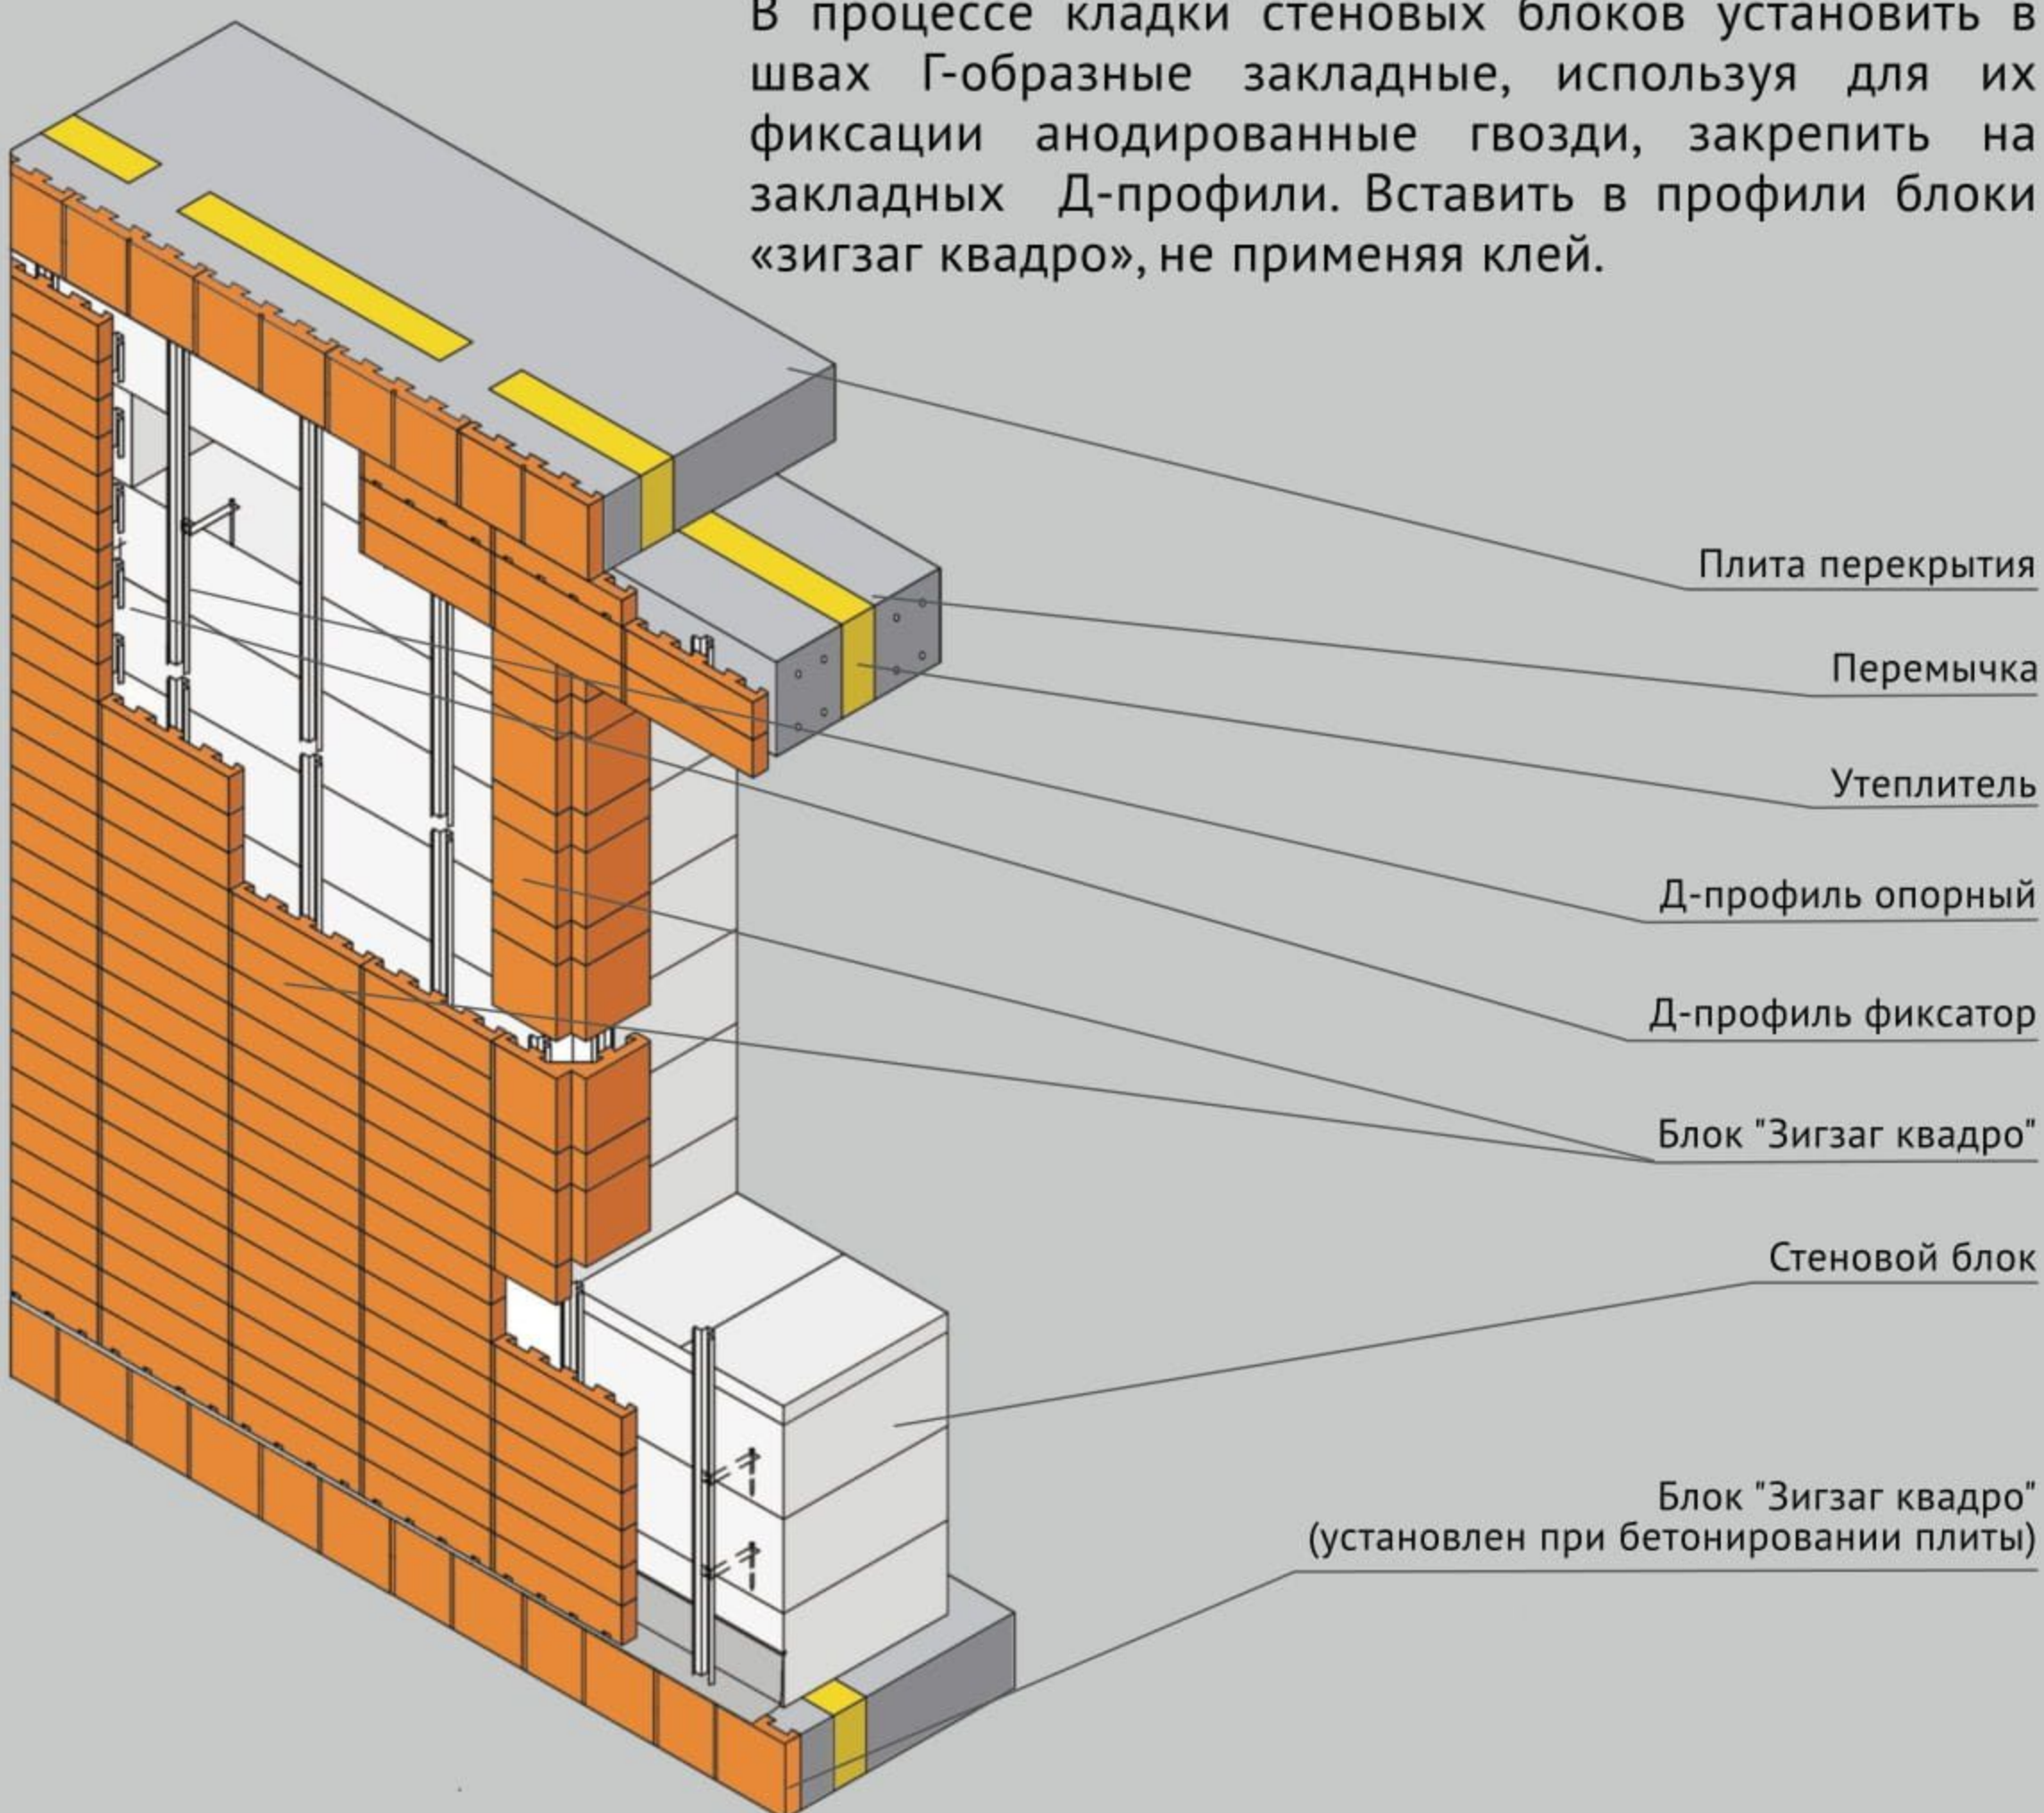 В процессе кладки стеновых блоков установить в
швах Г-образные закладные, используя для их
фиксации анодированные гвозди, закрепить на
закладных Д-профили. Вставить в профили блоки
«зигзаг квадро», не применяя клей.
Плита перекрытия
Перемычка
Утеплитель
Д-профиль опорный
Д-профиль фиксатор
Блок "Зигзаг квадро"
Стеновой блок
Блок "Зигзаг квадро"
(установлен при бетонировании плиты)